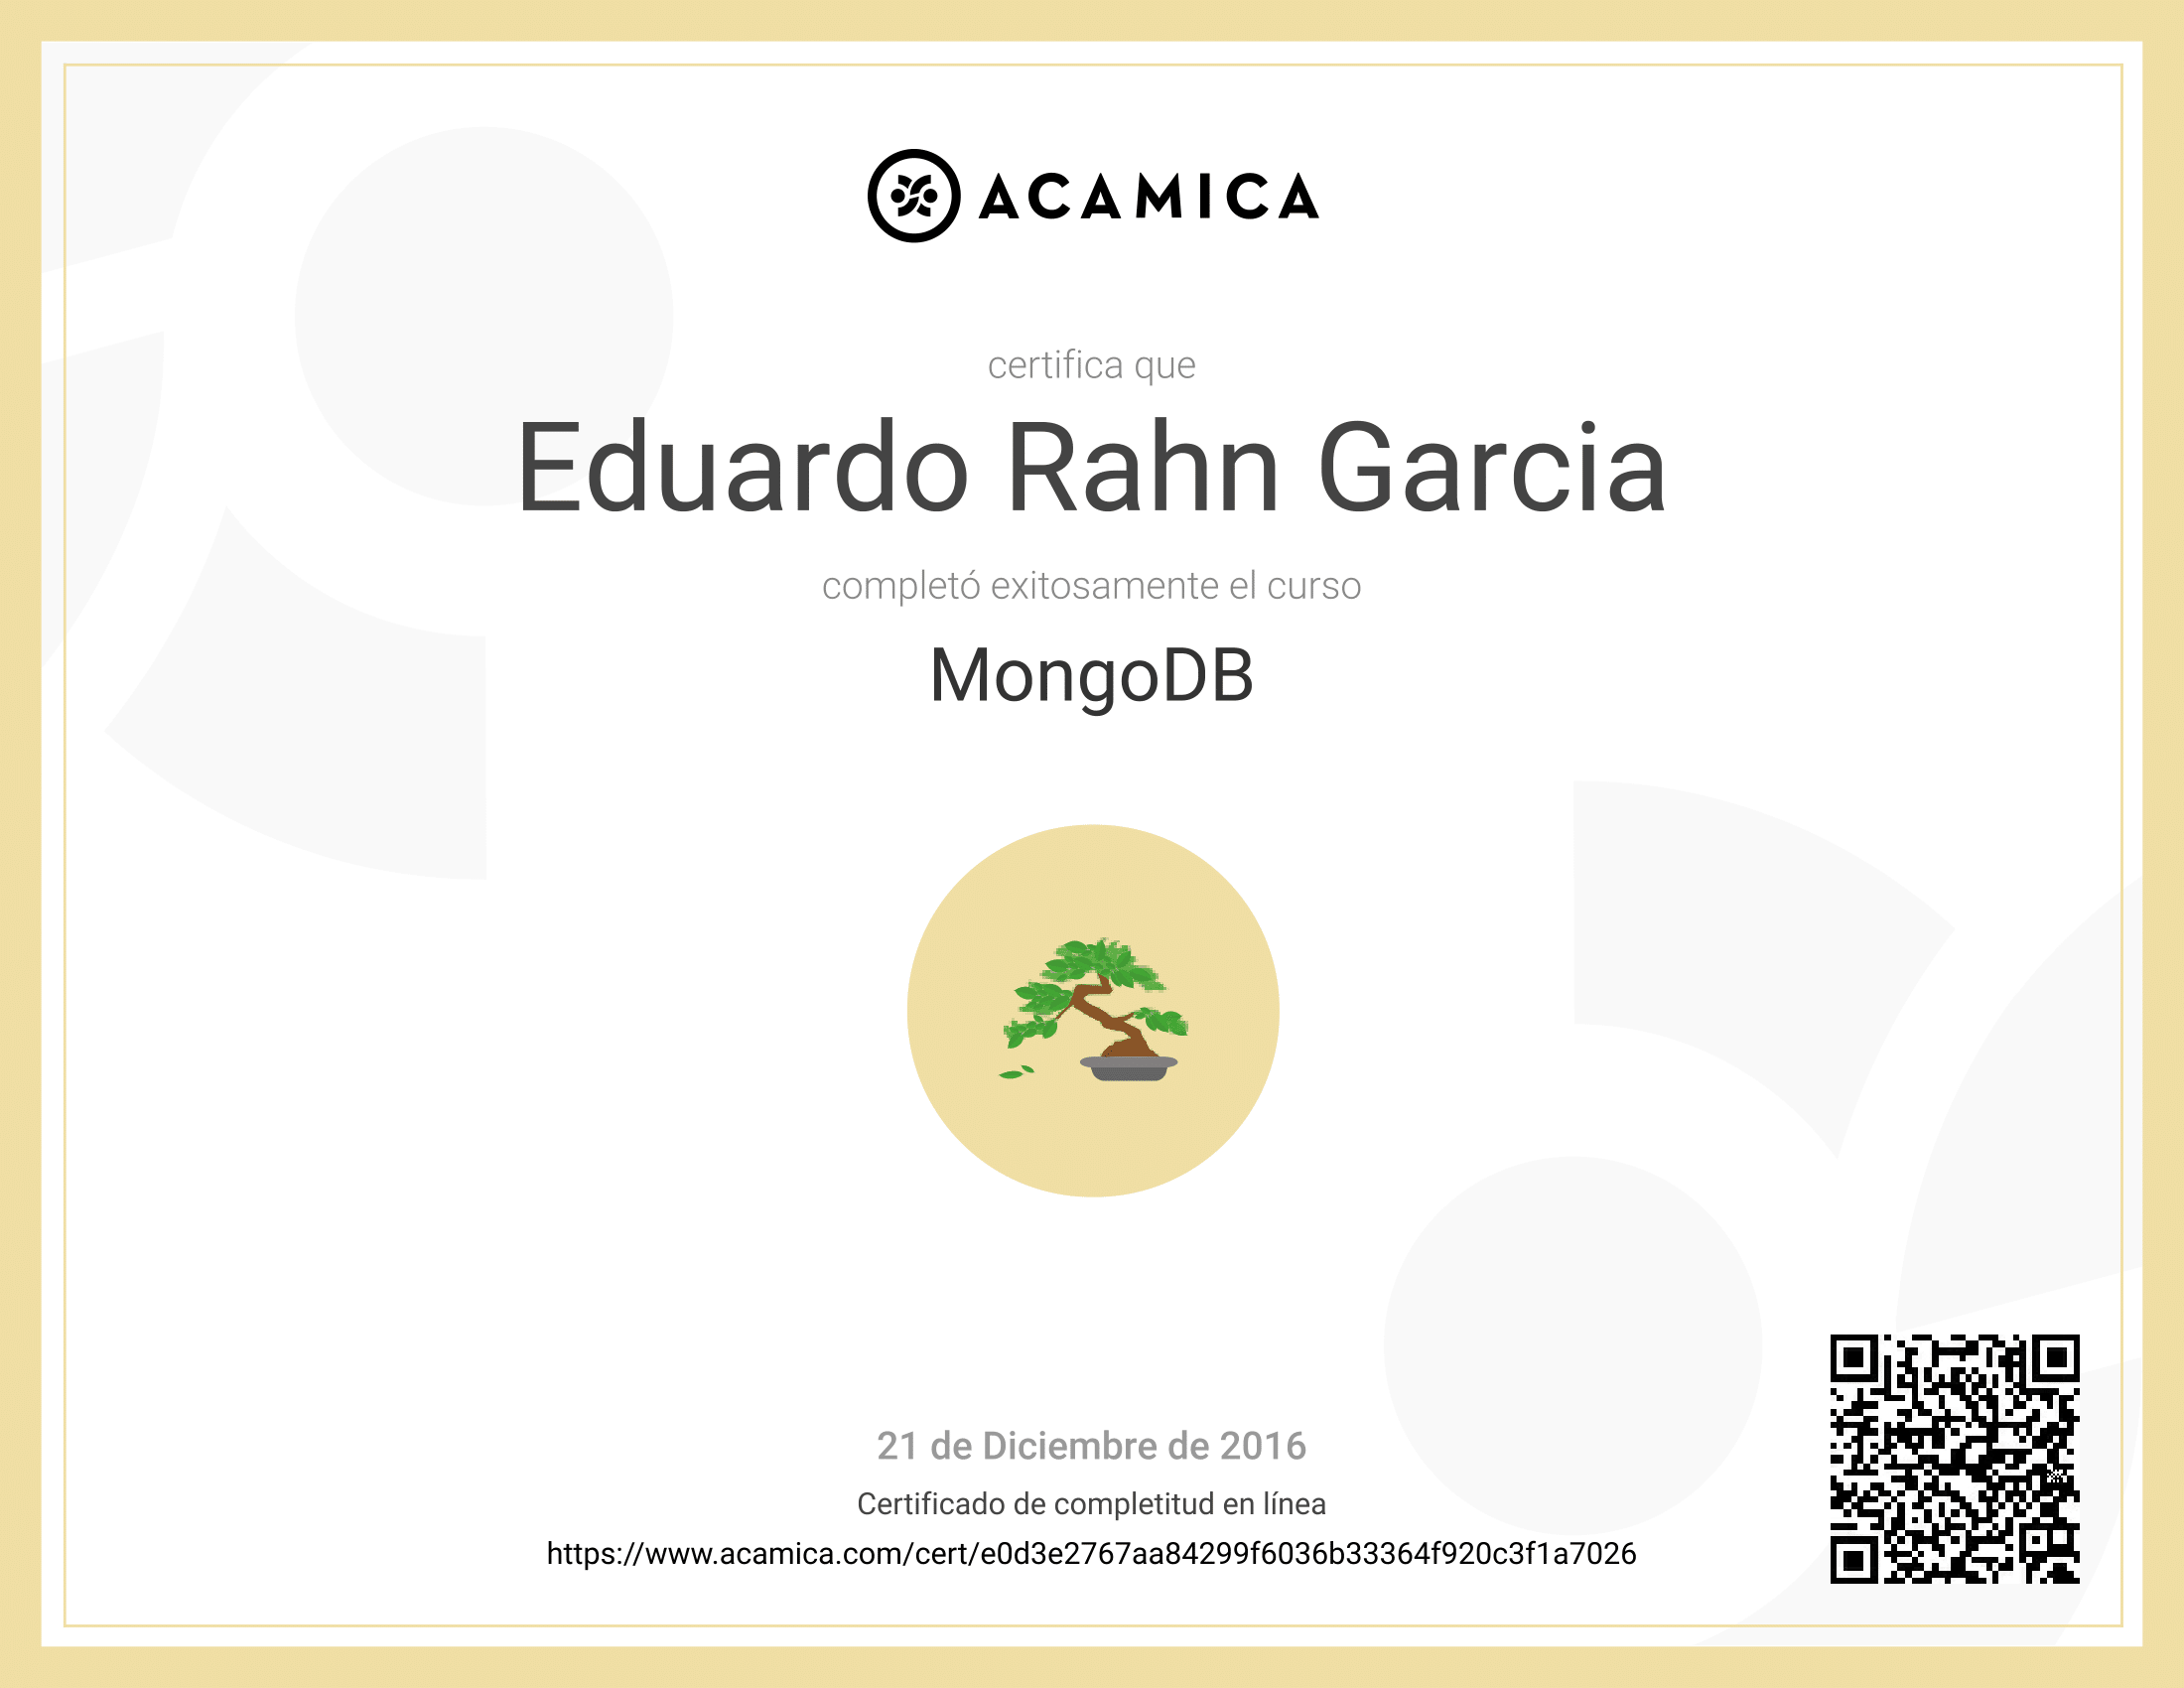 ACAMICA
certifica que
Eduardo Rahn Garcia
completó exitosamente el curso
MongoDB
21 de Diciembre de 2016
Certificado de completitud en línea
https://www.acamica.com/cert/e0d3e2767aa84299f6036b33364f920c3f1a7026